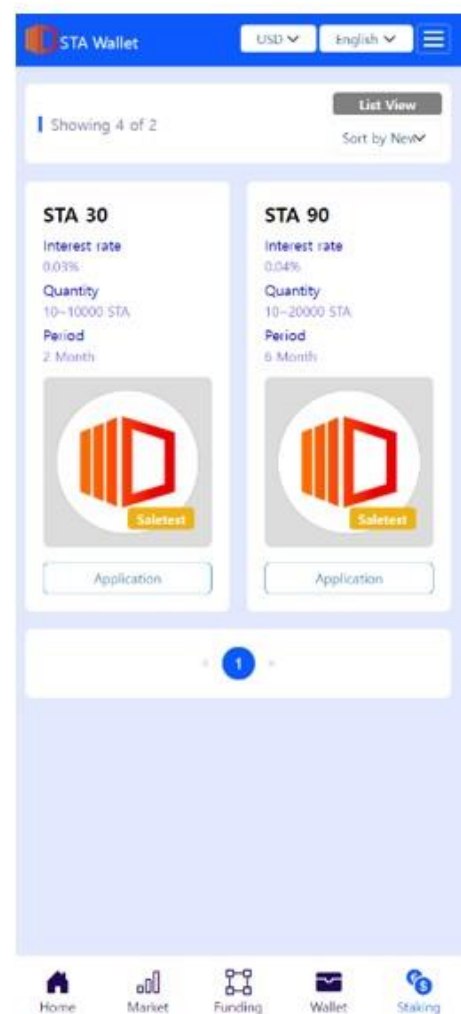 STA Wallet
USD
English
List View
Showing 4 of 2
Sort by New
STA 30
Interest rate
0.03%
Quantity
10~10000 STA
Period
2 Month
Saletext
Application
STA 90
Interest rate
0.04%
Quantity
10~20000 STA
Period
6 Month
Saletext
Application
1
Home
Market
Funding
Wallet
Staking